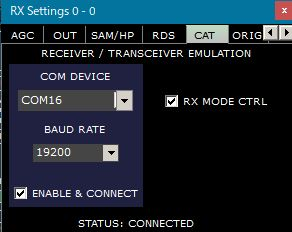 RX Settings 0 - 0
x
AGC OUT SAM/HP RDS CAT ORIG
RECEIVER / TRANSCEIVER EMULATION
COM DEVICE
COM16
RX MODE CTRL
BAUD RATE
19200
ENABLE & CONNECT
STATUS: CONNECTED